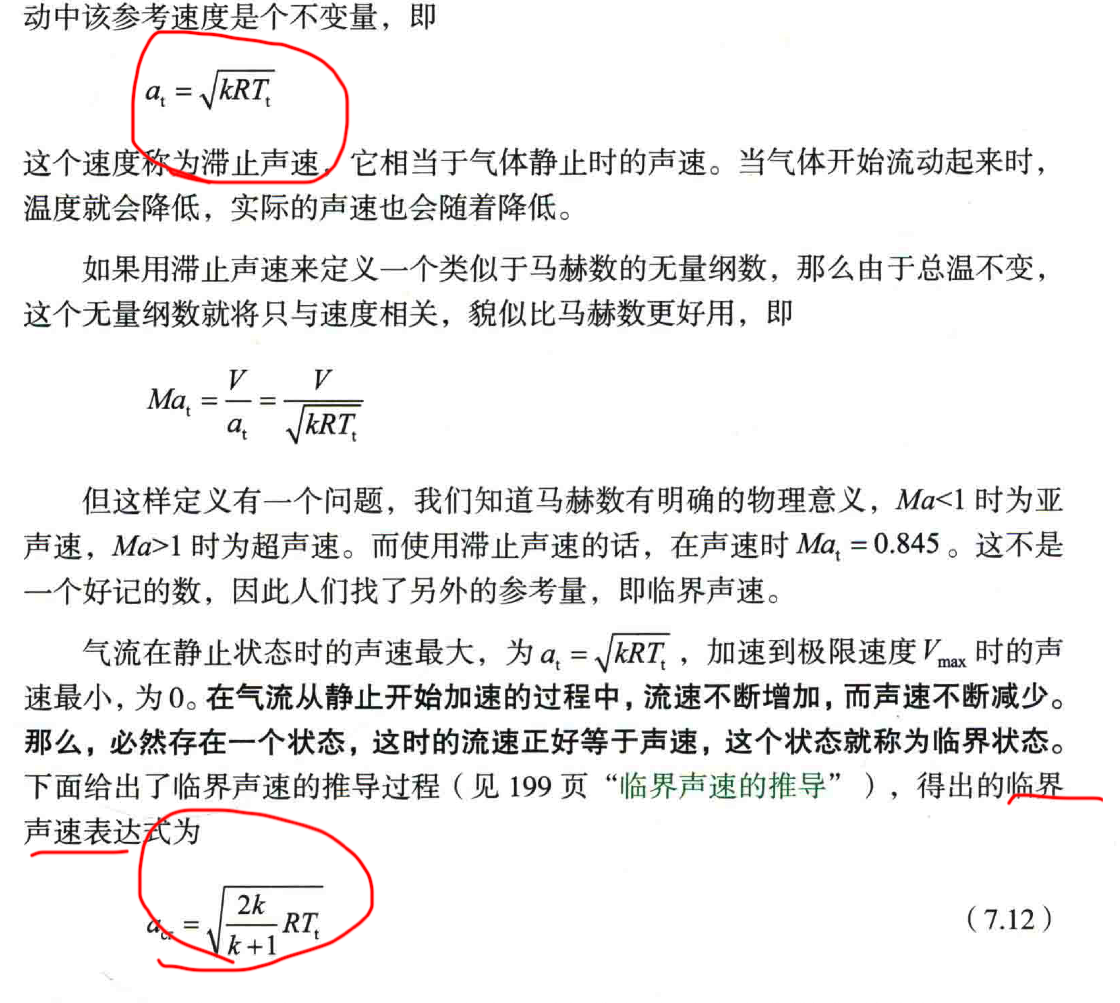 动中该参考速度是个不变量，即
a_t = √(kRT_t)
这个速度称为滞止声速，它相当于气体静止时的声速。当气体开始流动起来时，
温度就会降低，实际的声速也会随着降低。
如果用滞止声速来定义一个类似于马赫数的无量纲数，那么由于总温不变，
这个无量纲数就将只与速度相关，貌似比马赫数更好用，即
Ma_t = V/a_t = V/√(kRT_t)
但这样定义有一个问题，我们知道马赫数有明确的物理意义，Ma<1 时为亚
声速，Ma>1 时为超声速。而使用滞止声速的话，在声速时 Ma_t = 0.845 。这不是
一个好记的数，因此人们找了另外的参考量，即临界声速。
气流在静止状态时的声速最大，为 a_t = √(kRT_t) ，加速到极限速度 V_max 时的声
速最小，为 0。在气流从静止开始加速的过程中，流速不断增加，而声速不断减少。
那么，必然存在一个状态，这时的流速正好等于声速，这个状态就称为临界状态。
下面给出了临界声速的推导过程（见 199 页“临界声速的推导”），得出的临界
声速表达式为
a_cr = √(2k/(k+1) RT_t) （7.12）